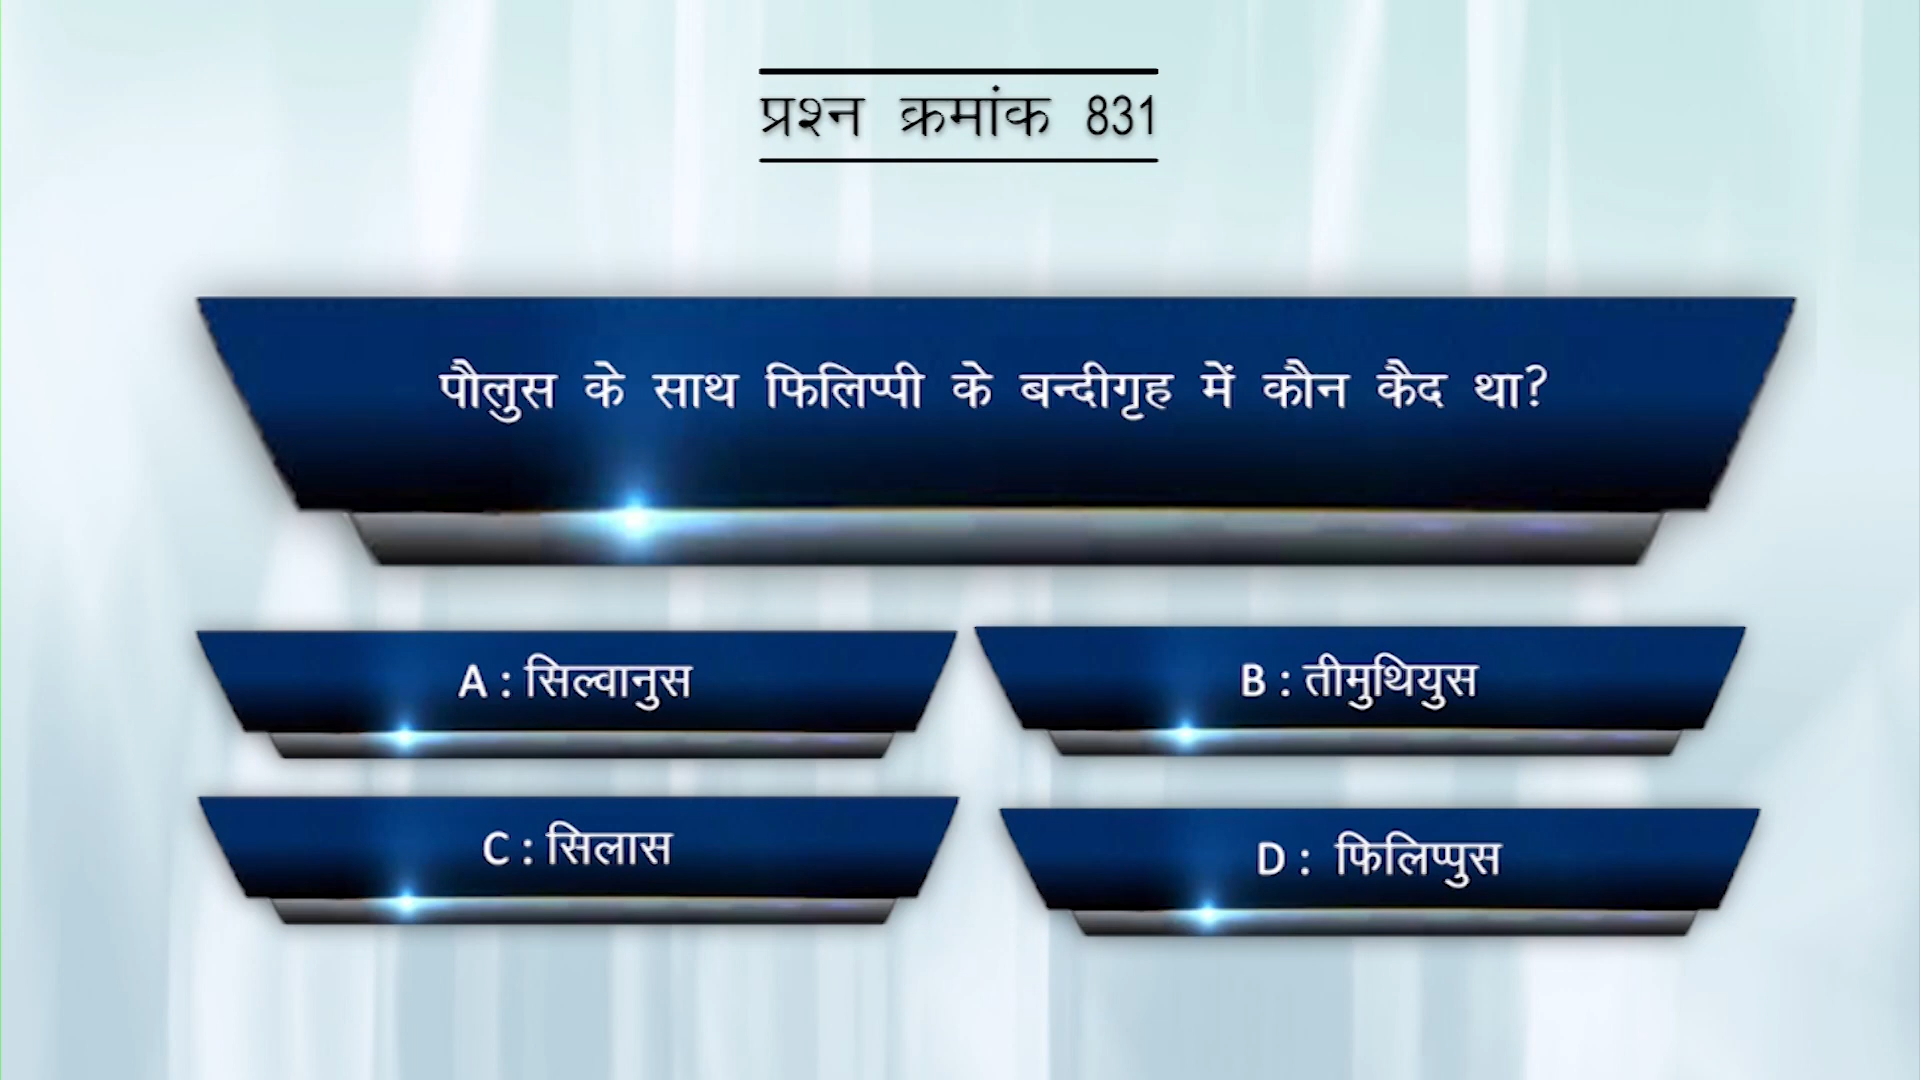 प्रश्न क्रमांक 831
पौलुस के साथ फिलिप्पी के बन्दीगृह में कौन कैद था?
A : सिल्वानुस
B : तीमुथियुस
C : सिलास
D : फिलिप्पुस